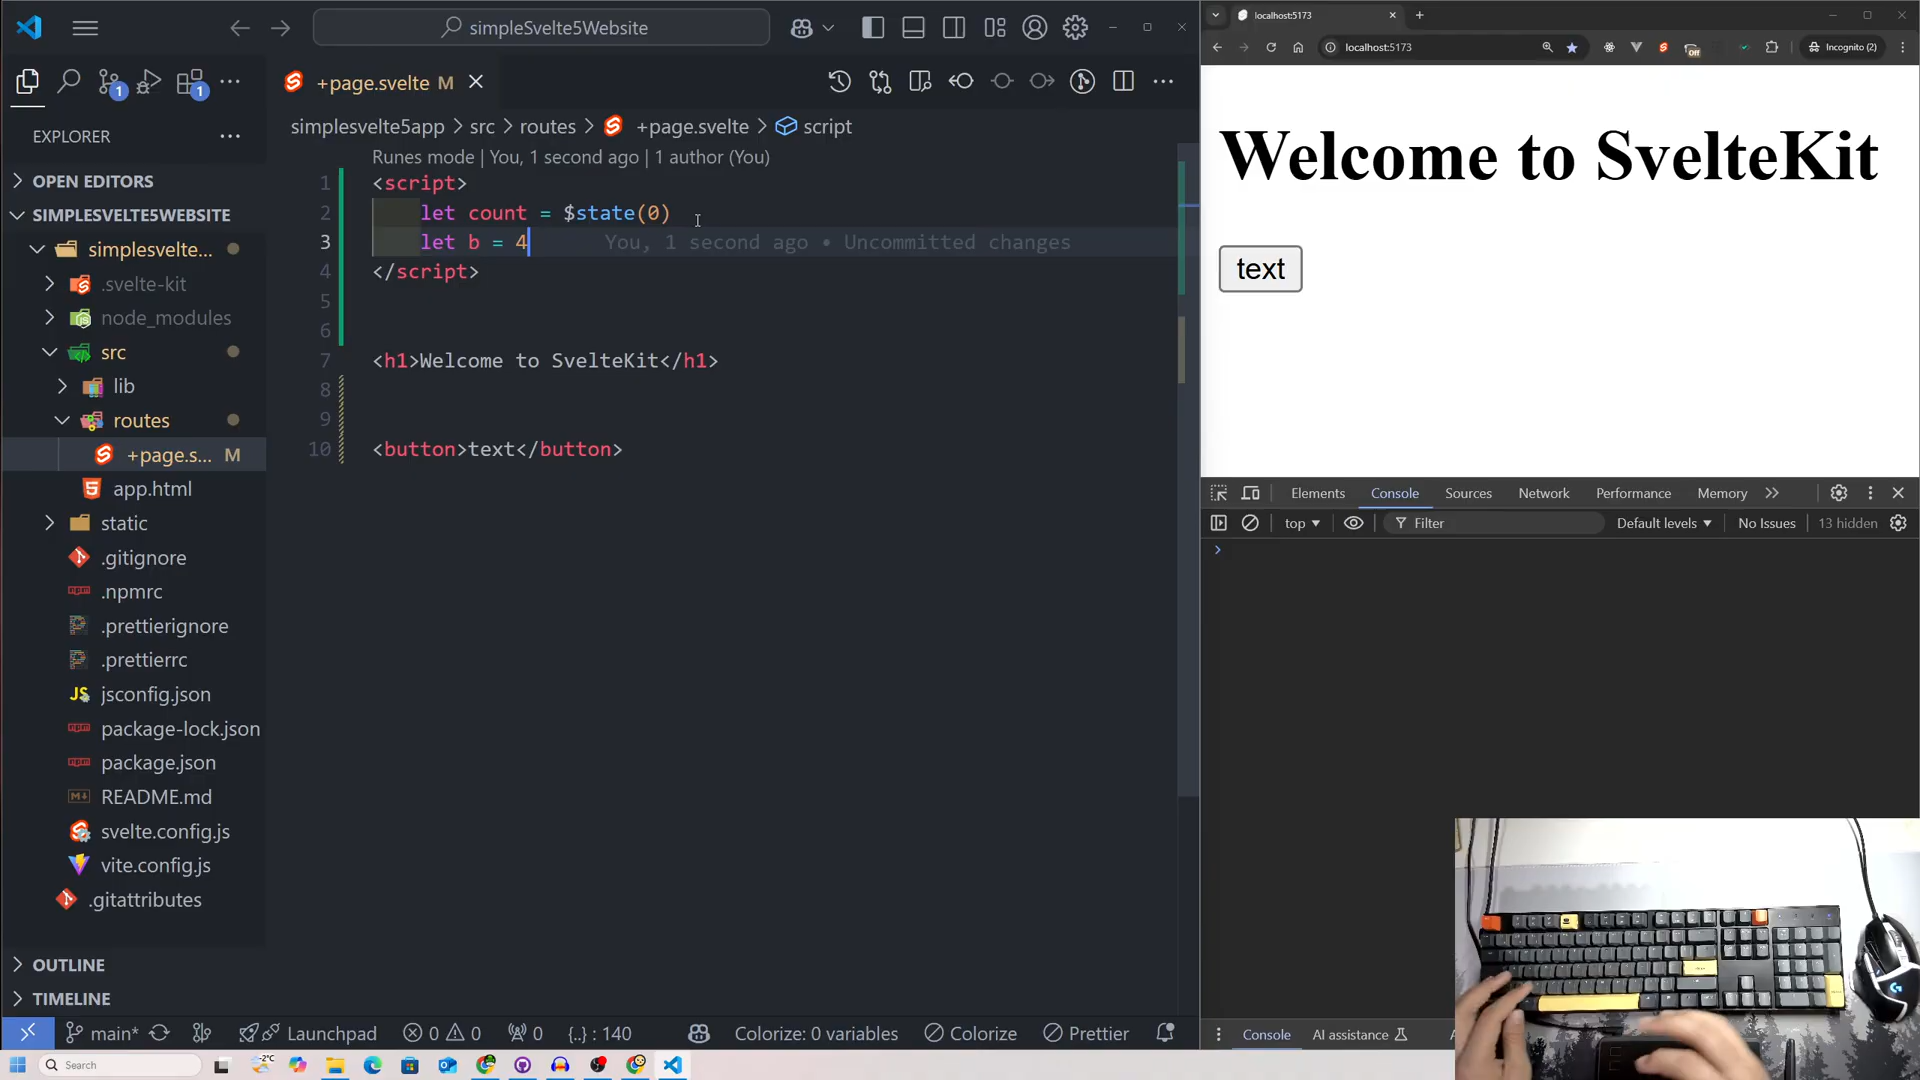 simpleSvelte5Website
+page.svelte M
EXPLORER
OPEN EDITORS
SIMPLESVELTE5WEBSITE
simplesvelte...
.svelte-kit
node_modules
src
lib
routes
+page.s... M
app.html
static
.gitignore
.npmrc
.prettierignore
.prettierrc
jsconfig.json
package-lock.json
package.json
README.md
svelte.config.js
vite.config.js
.gitattributes
OUTLINE
TIMELINE
simplesvelte5app > src > routes > +page.svelte > script
Runes mode | You, 1 second ago | 1 author (You)
1 <script>
2 let count = $state(0)
3 let b = 4 You, 1 second ago • Uncommitted changes
4 </script>
5
6
7 <h1>Welcome to SvelteKit</h1>
8
9
10 <button>text</button>
main* Launchpad 0 0 0 {..} : 140 Colorize: 0 variables Colorize Prettier
Search -2°C
localhost:5173
localhost:5173 Off Incognito (2)
Welcome to SvelteKit
text
Elements Console Sources Network Performance Memory
top Filter Default levels No Issues 13 hidden
Console AI assistance